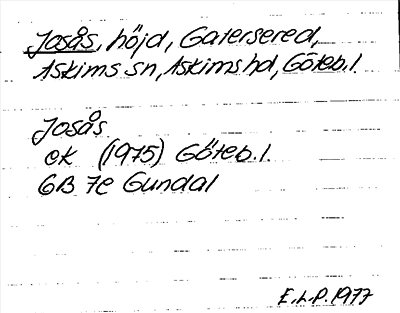 Josås, höjd, Gatersered,
Askims sn, Askims hd, Göteb. l.
Josås
ek (1975) Göteb. l.
6B 7e Gundal
E.L.P. 1977